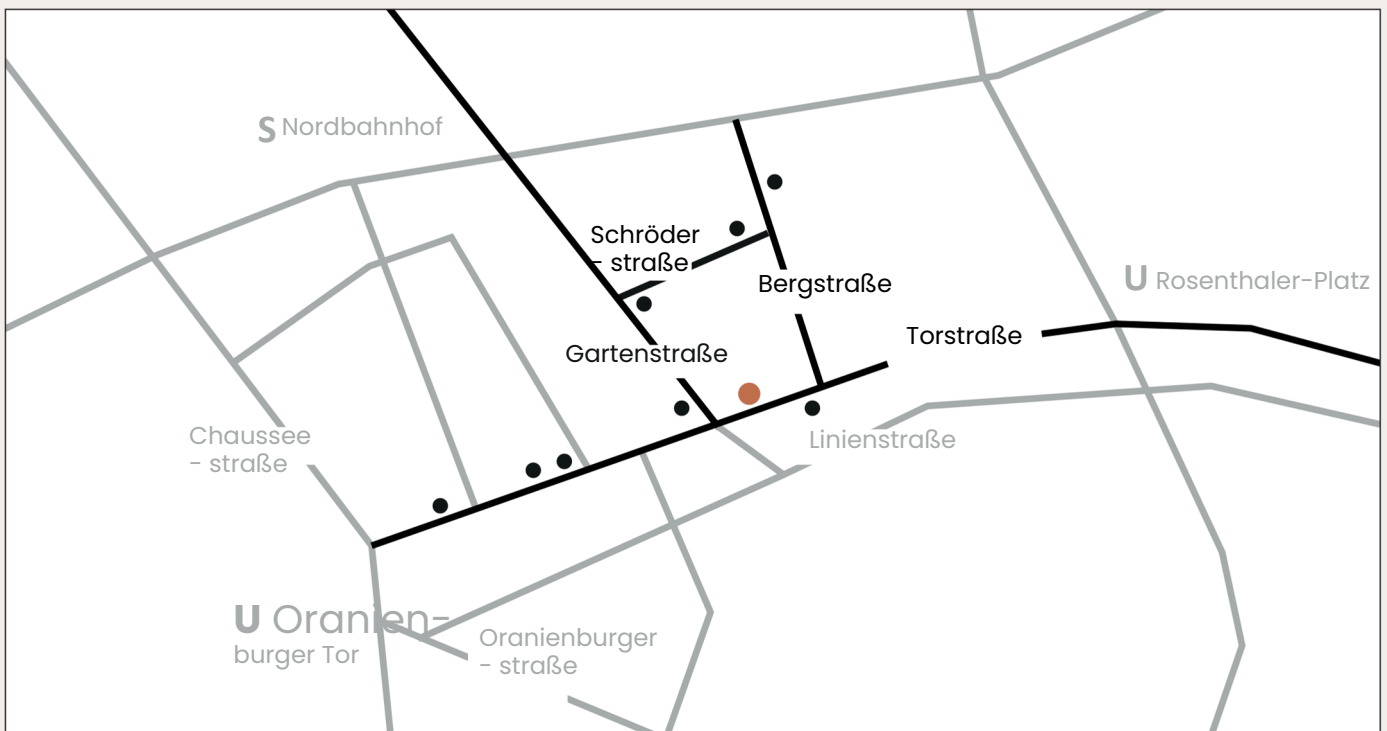 S Nordbahnhof
Schröder
- straße
Bergstraße
U Rosenthaler-Platz
Torstraße
Gartenstraße
Chaussee
- straße
Linienstraße
U Oranien-
burger Tor
Oranienburger
- straße